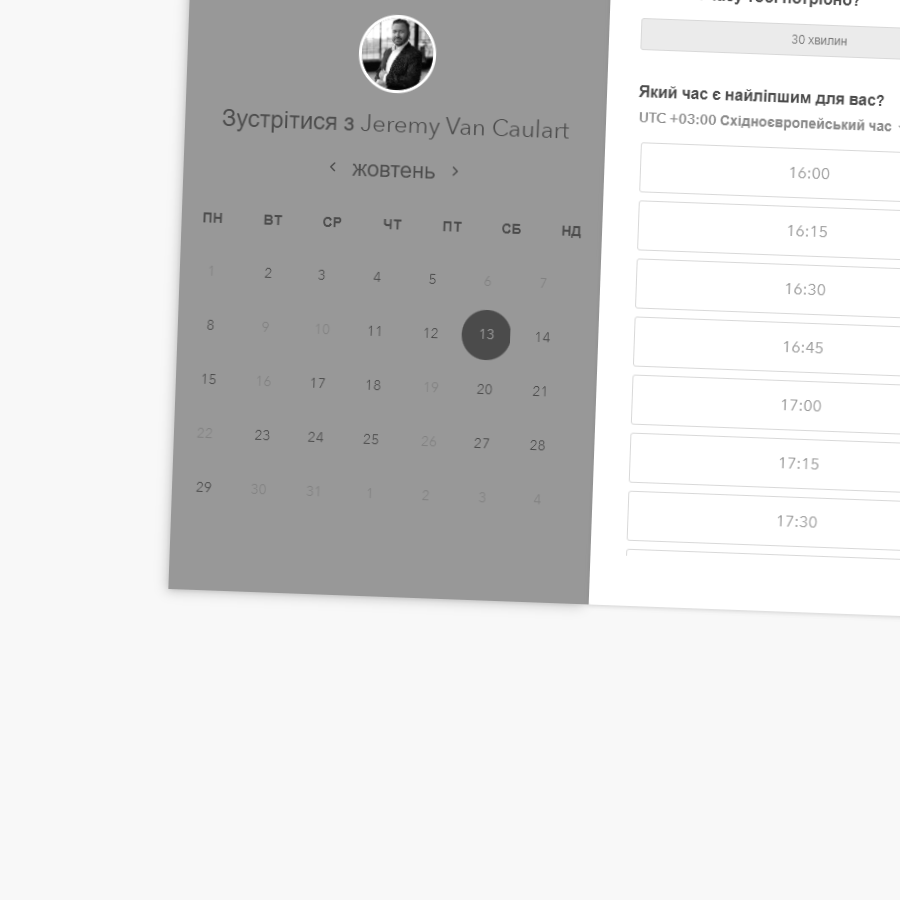 Зустрітися з Jeremy Van Caulart
жовтень
ПН ВТ СР ЧТ ПТ СБ НД
1 2 3 4 5 6 7
8 9 10 11 12 13 14
15 16 17 18 19 20 21
22 23 24 25 26 27 28
29 30 31 1 2 3 4
потрібно?
30 хвилин
Який час є найліпшим для вас?
UTC +03:00 Східноєвропейський час
16:00
16:15
16:30
16:45
17:00
17:15
17:30